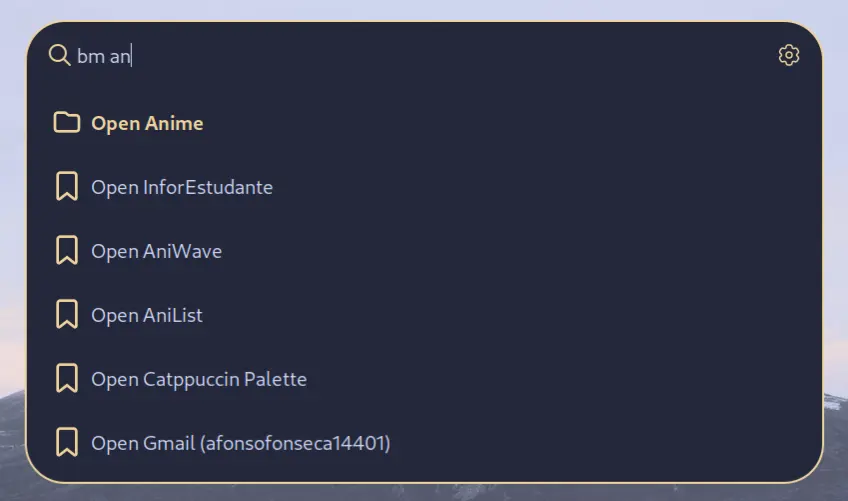 bm an
Open Anime
Open InforEstudante
Open AniWave
Open AniList
Open Catppuccin Palette
Open Gmail (afonsofonseca14401)